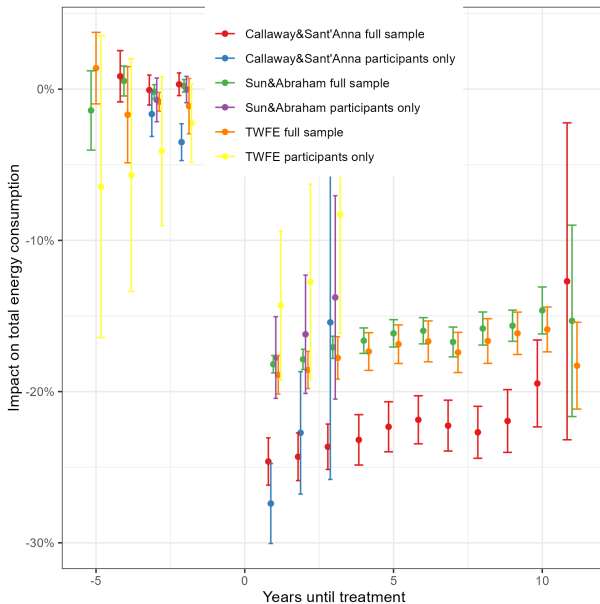 Callaway&Sant'Anna full sample
Callaway&Sant'Anna participants only
Sun&Abraham full sample
Sun&Abraham participants only
TWFE full sample
TWFE participants only
0%
-10%
-20%
-30%
Impact on total energy consumption
-5
0
5
10
Years until treatment